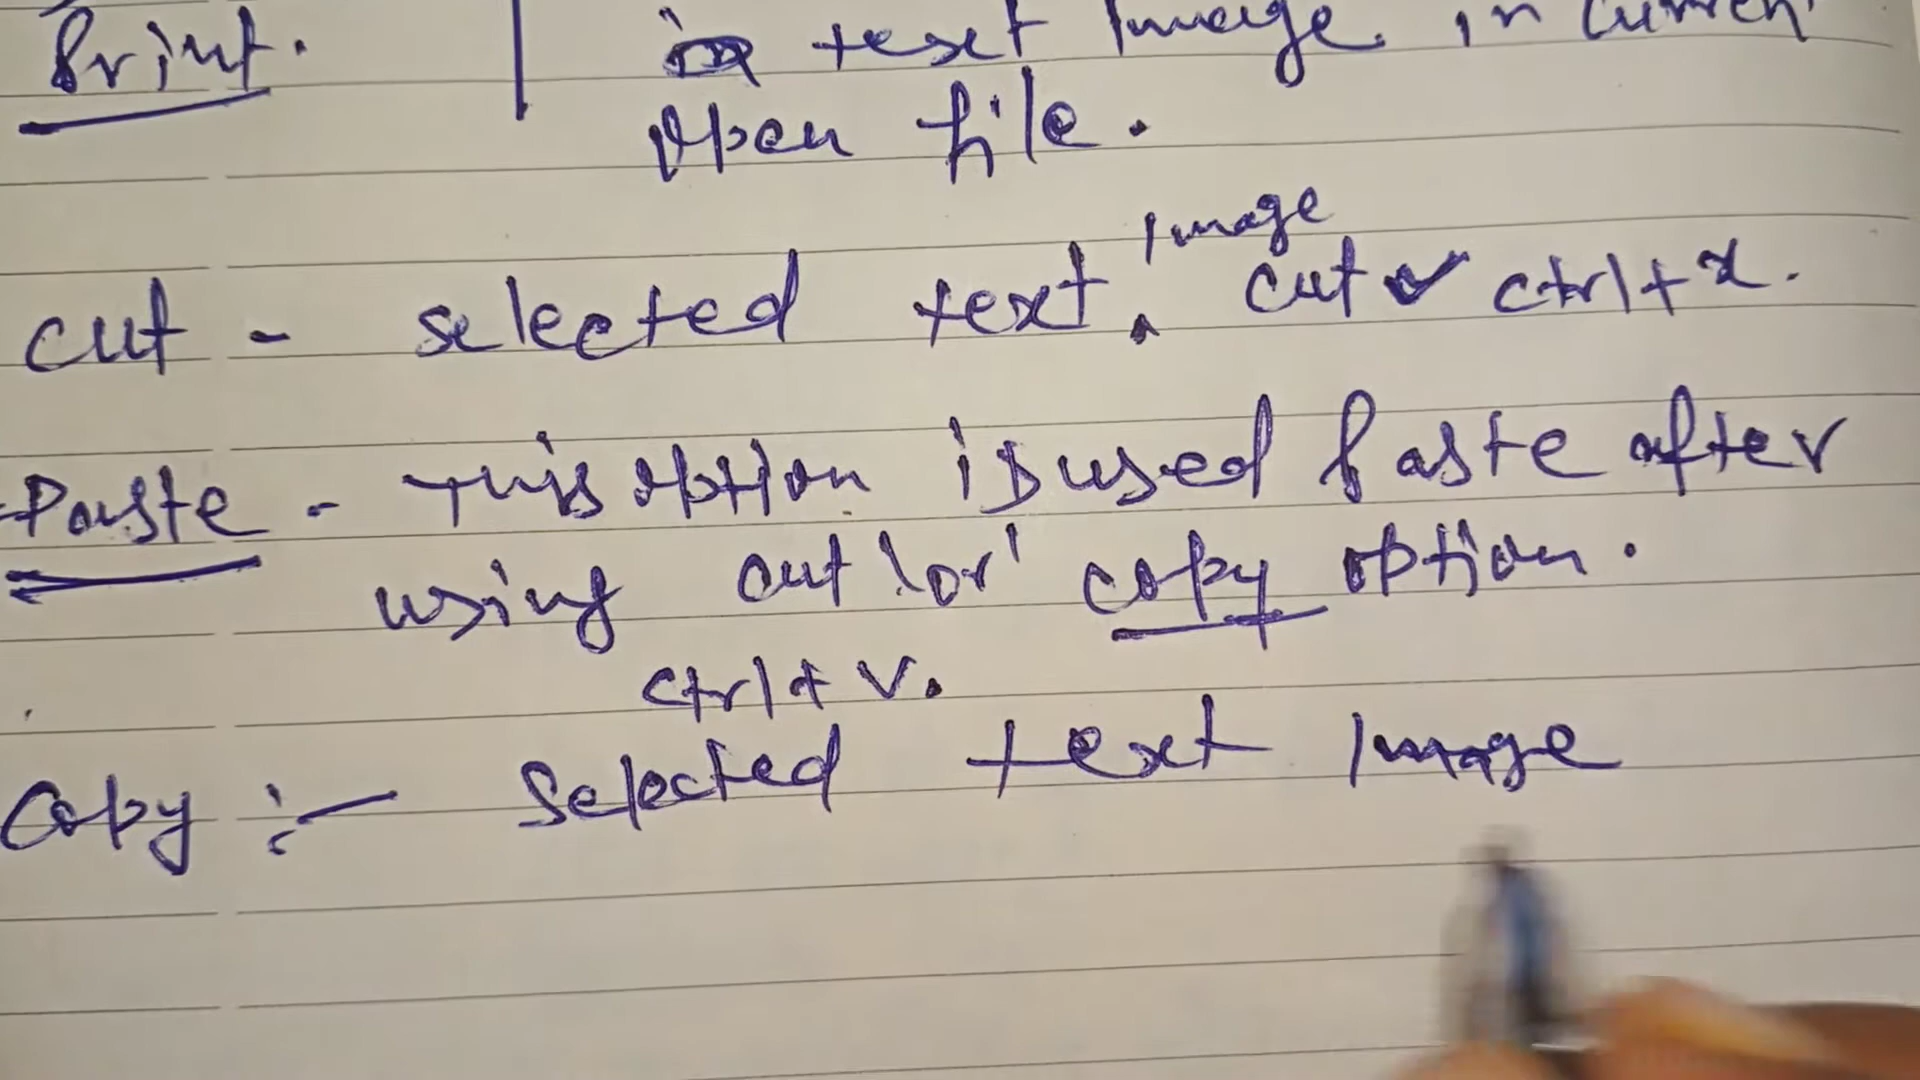 Print. text Image. in curren
open file.
Image
cut - selected text. cut ✓ ctrl+x.
Paste - This option is used Paste after
using cut 'or' copy option.
ctrl+v.
Copy :- Selected text Image